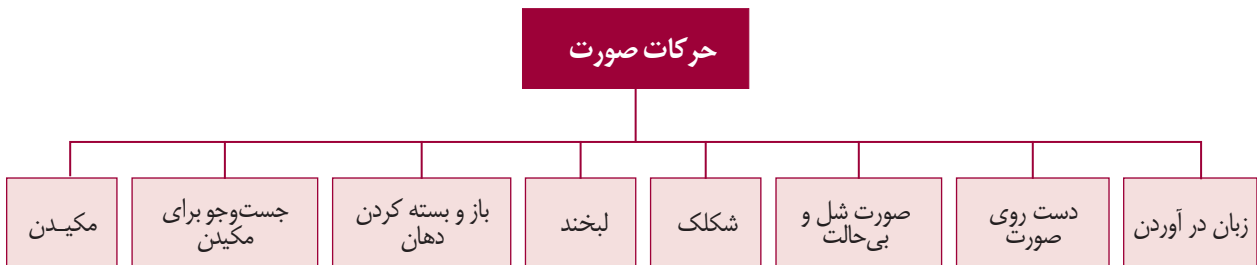 حرکات صورت
زبان در آوردن
دست روی
صورت
صورت شل و
بی‌حالت
شکلک
لبخند
باز و بسته کردن
دهان
جست‌وجو برای
مکیدن
مکیـدن